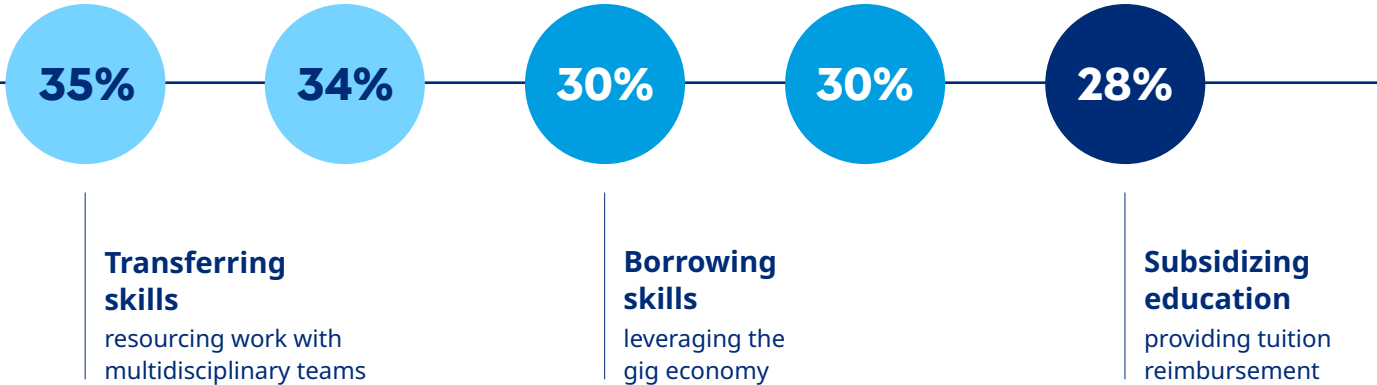 35%
34%
30%
30%
28%
Transferring
skills
resourcing work with
multidisciplinary teams
Borrowing
skills
leveraging the
gig economy
Subsidizing
education
providing tuition
reimbursement